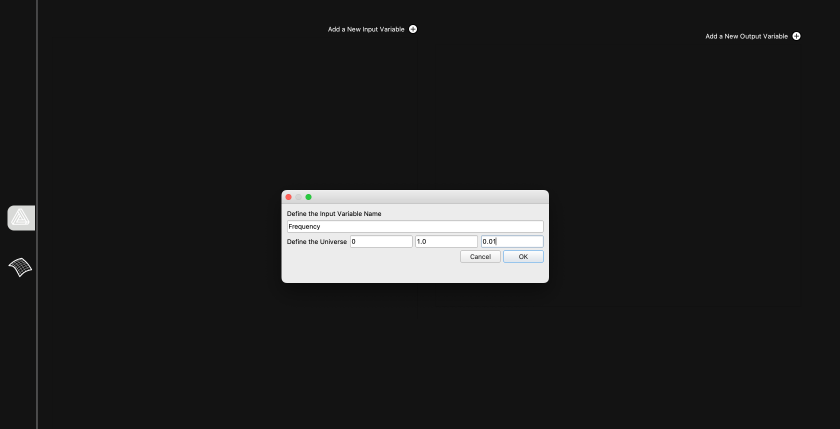 Add a New Input Variable
Add a New Output Variable
Define the Input Variable Name
Frequency
Define the Universe 0 1.0 0.01
Cancel OK